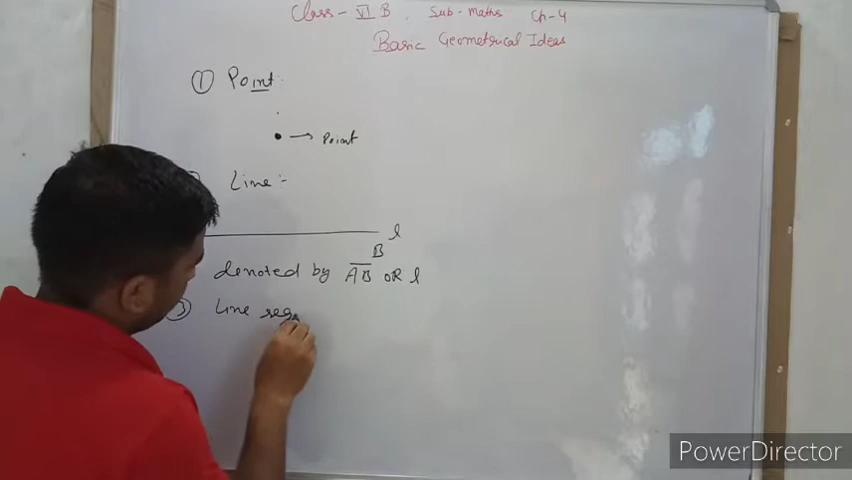 Class - VI B , Sub - Maths Ch-4
Basic Geometrical Ideas
① Point :
• → Point
Line :-
l
B
denoted by AB OR l
③ Line seg
PowerDirector